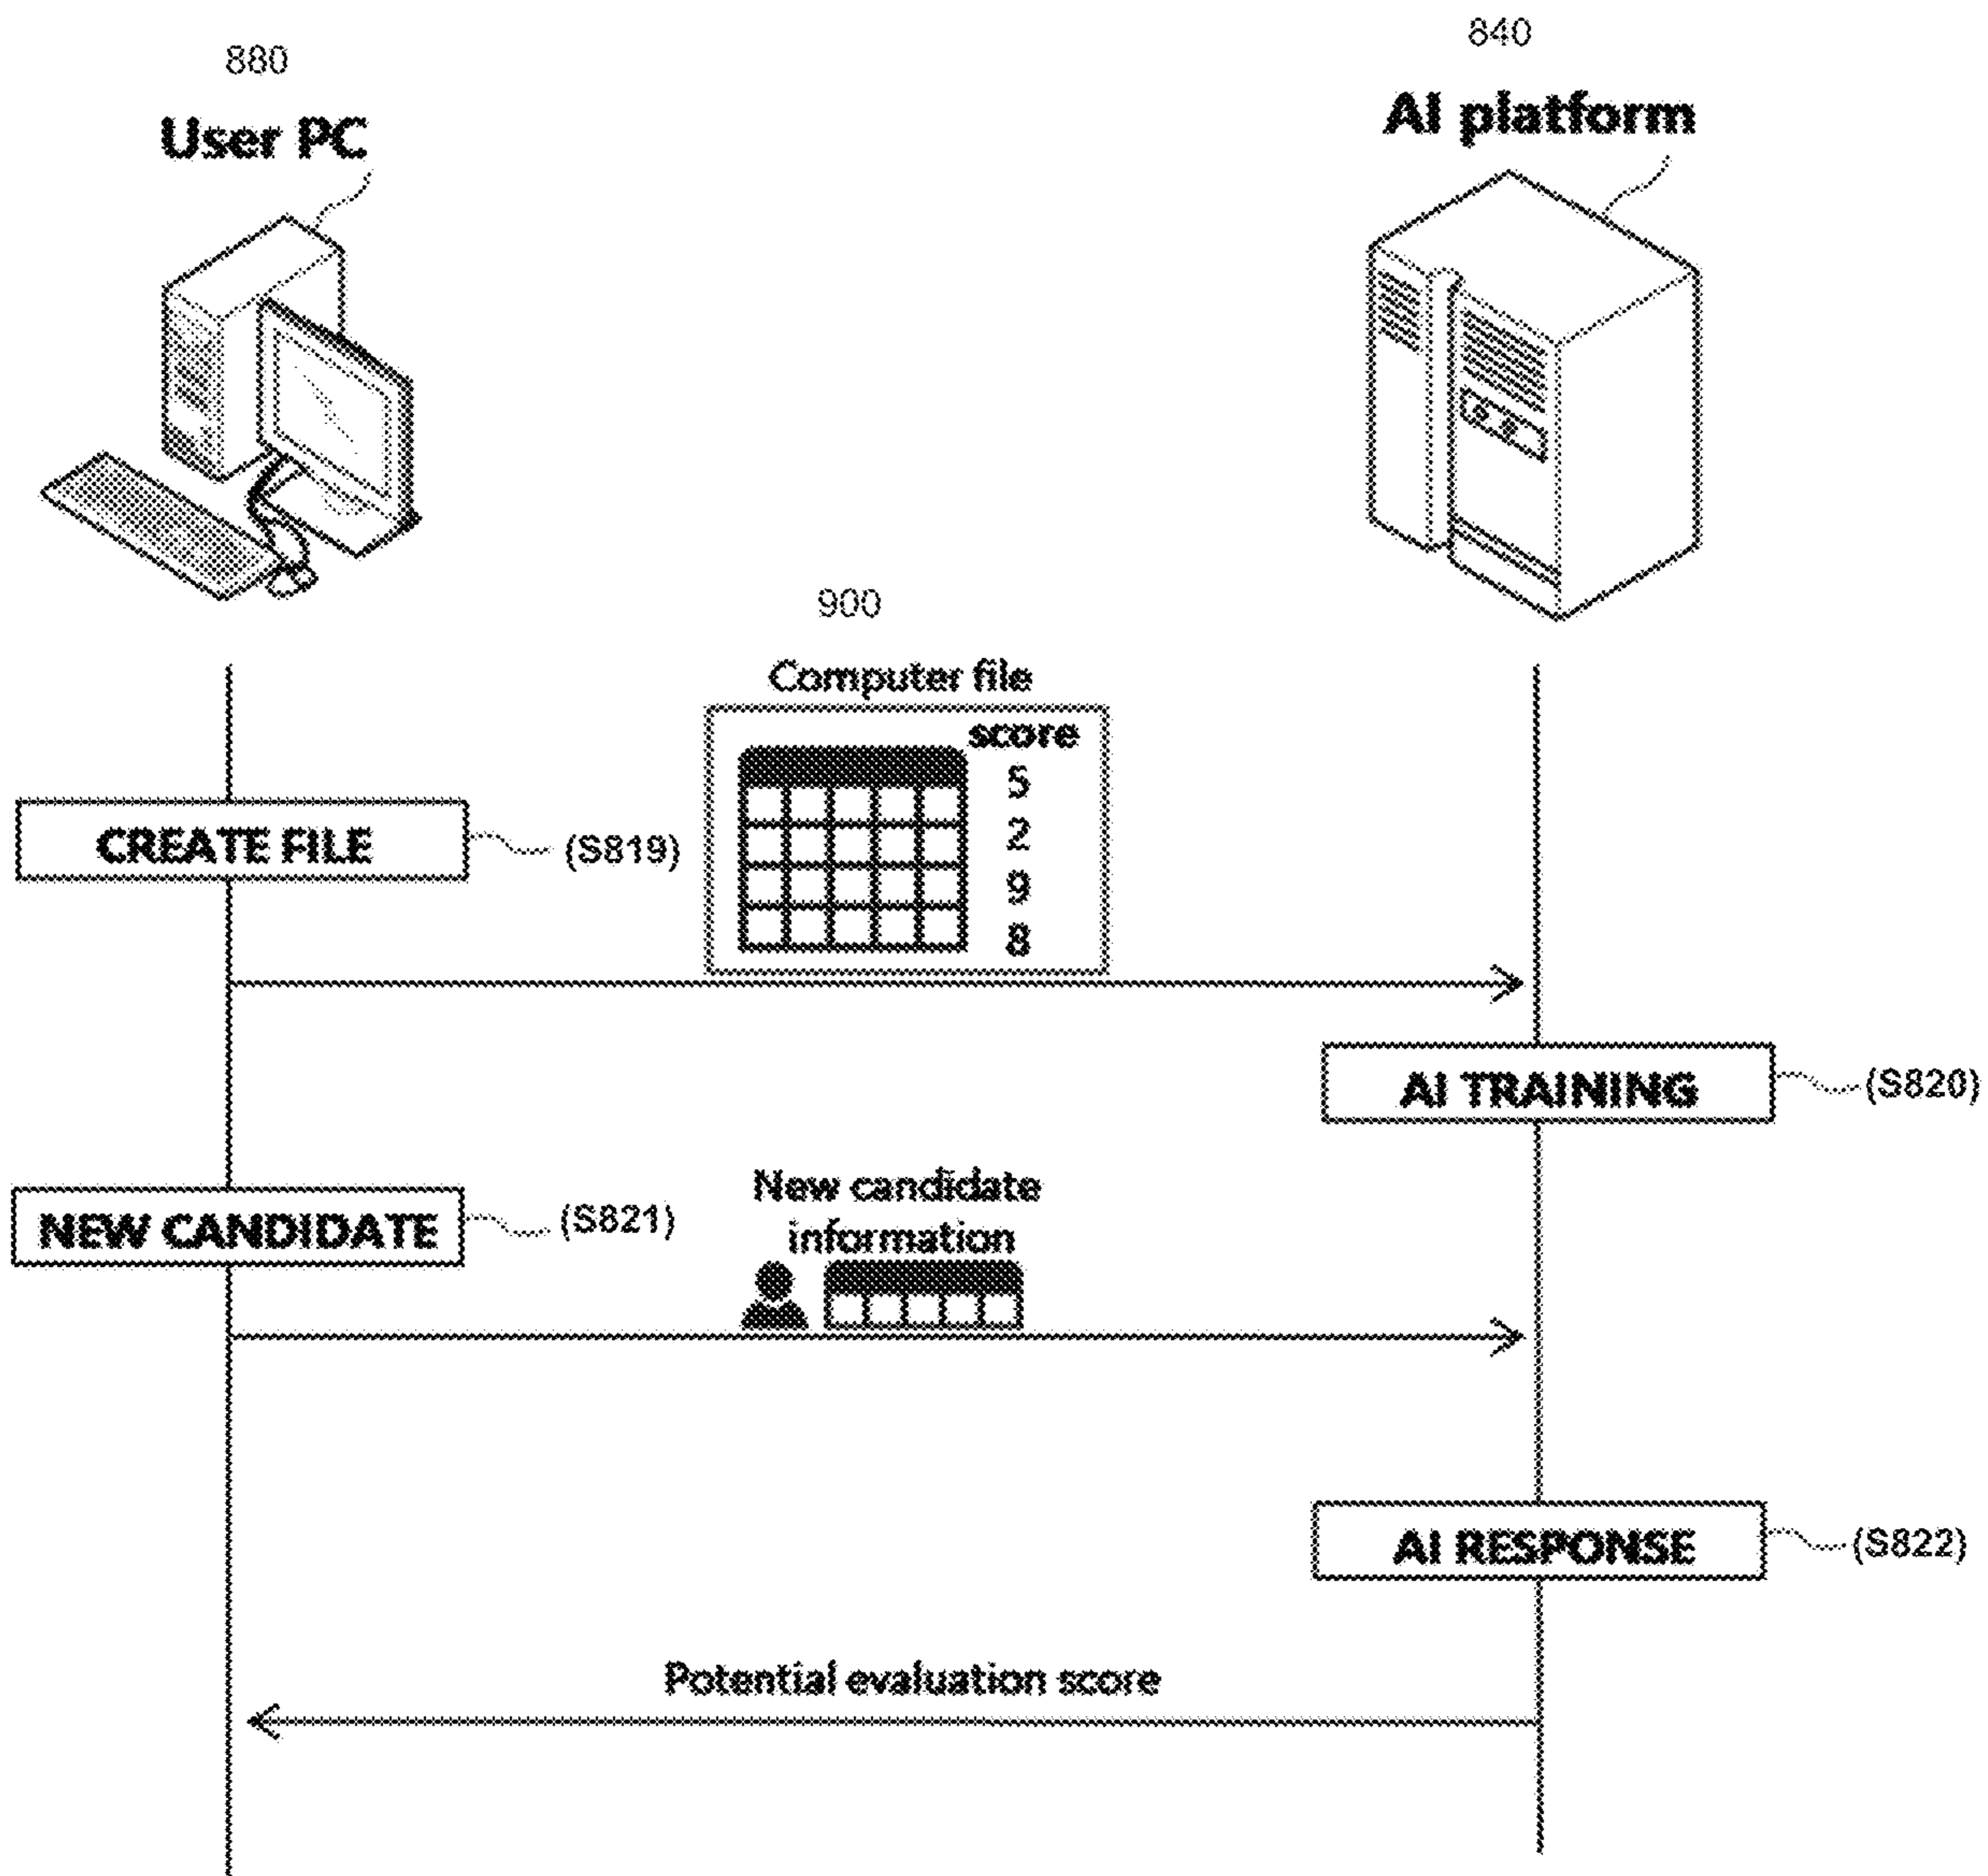 880
User PC
840
AI platform
900
Computer file
score
5
2
9
8
CREATE FILE
(S819)
AI TRAINING
(S820)
NEW CANDIDATE
(S821)
New candidate
information
AI RESPONSE
(S822)
Potential evaluation score